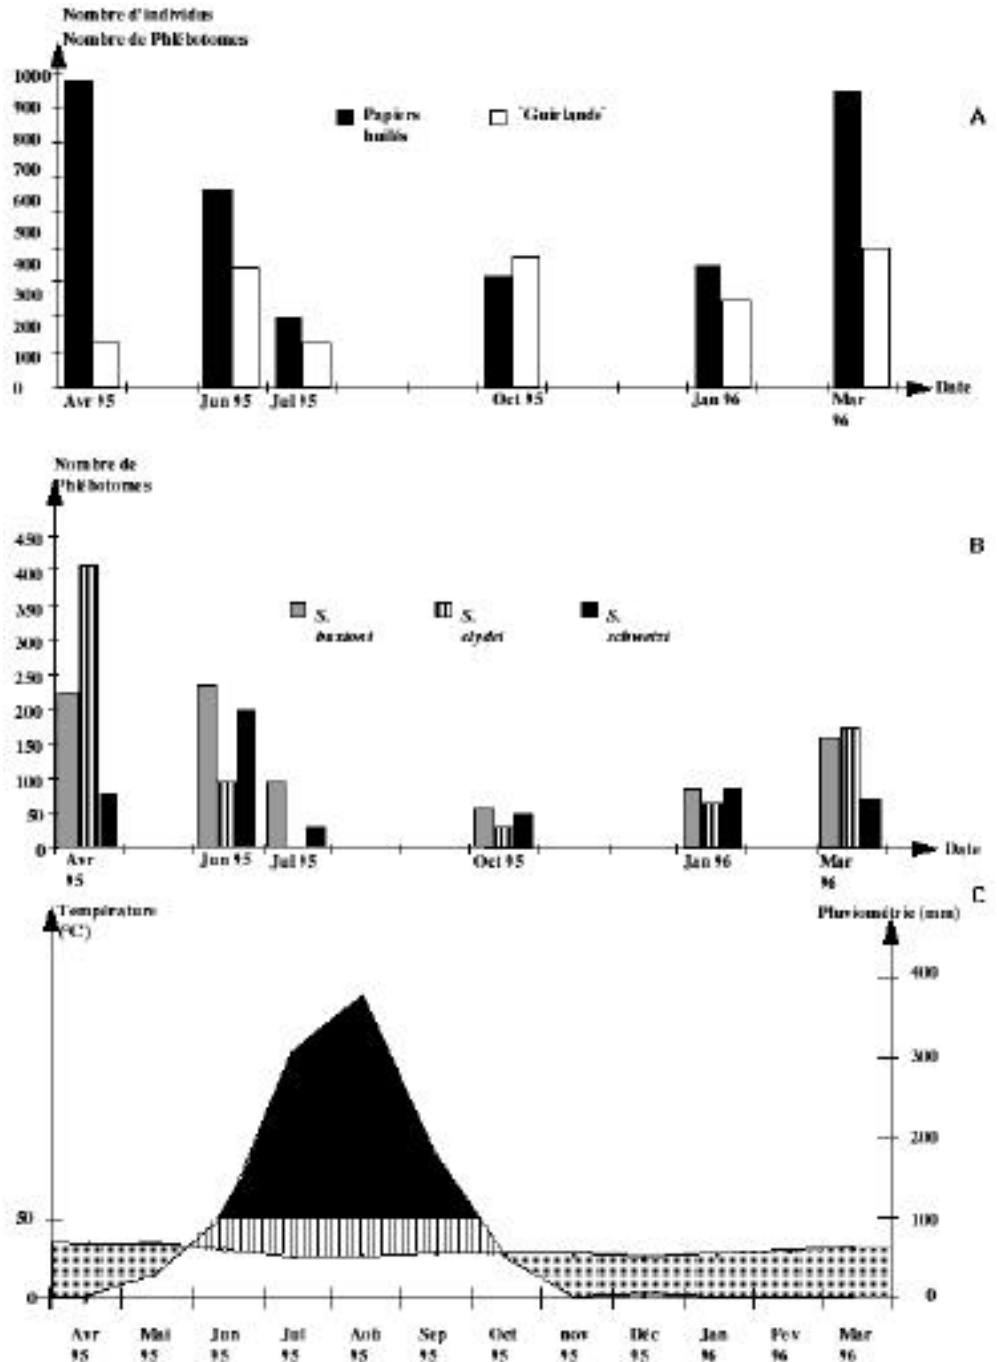 Nombre d'individus
Nombre de Phlébotomes
1000
900
800
700
600
500
400
300
200
100
0
Papiers
huilés
"Guirlande"
A
Avr 95
Jun 95
Jul 95
Oct 95
Jan 96
Mar
96
Date
Nombre de
Phlébotomes
450
400
350
300
250
200
150
100
50
0
B
S.
buxtoni
S.
clydei
S.
schwetzi
Avr
95
Jun 95
Jul 95
Oct 95
Jan 96
Mar
96
Date
C
Température
(°C)
Pluviométrie (mm)
400
300
200
100
0
50
0
Avr
95
Mai
95
Jun
95
Jul
95
Aoû
95
Sep
95
Oct
95
nov
95
Déc
95
Jan
96
Fev
96
Mar
96